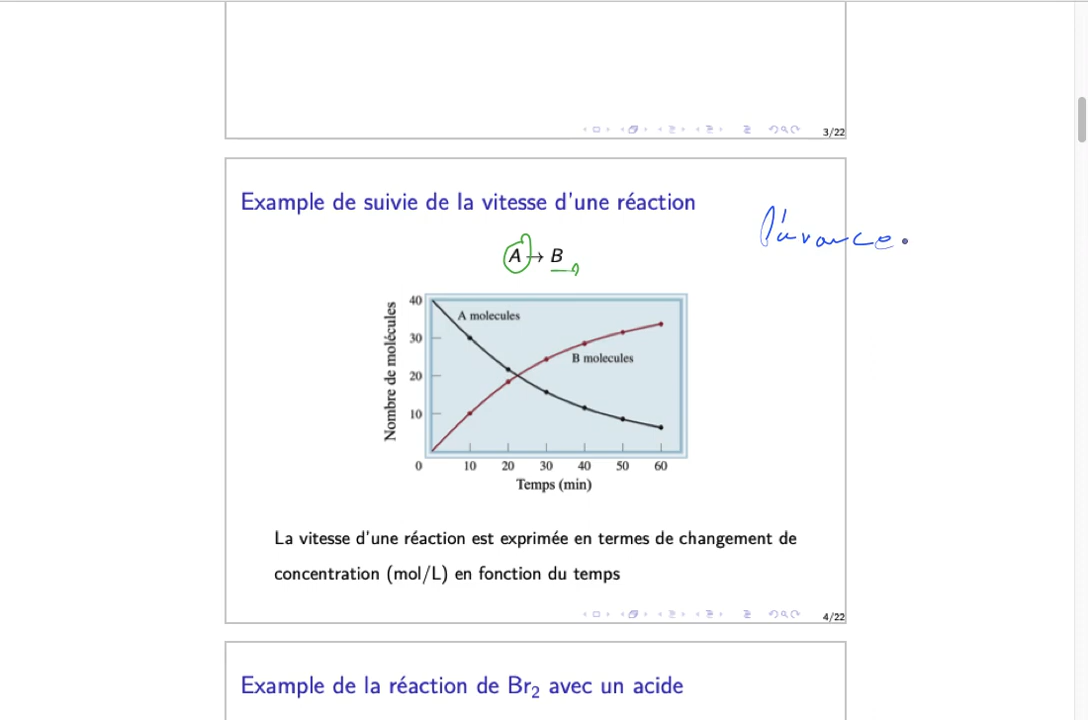 3/22
Example de suivie de la vitesse d'une réaction
l'avance.
A → B
40
A molecules
30
B molecules
20
10
Nombre de molécules
0 10 20 30 40 50 60
Temps (min)
La vitesse d'une réaction est exprimée en termes de changement de
concentration (mol/L) en fonction du temps
4/22
Example de la réaction de Br₂ avec un acide